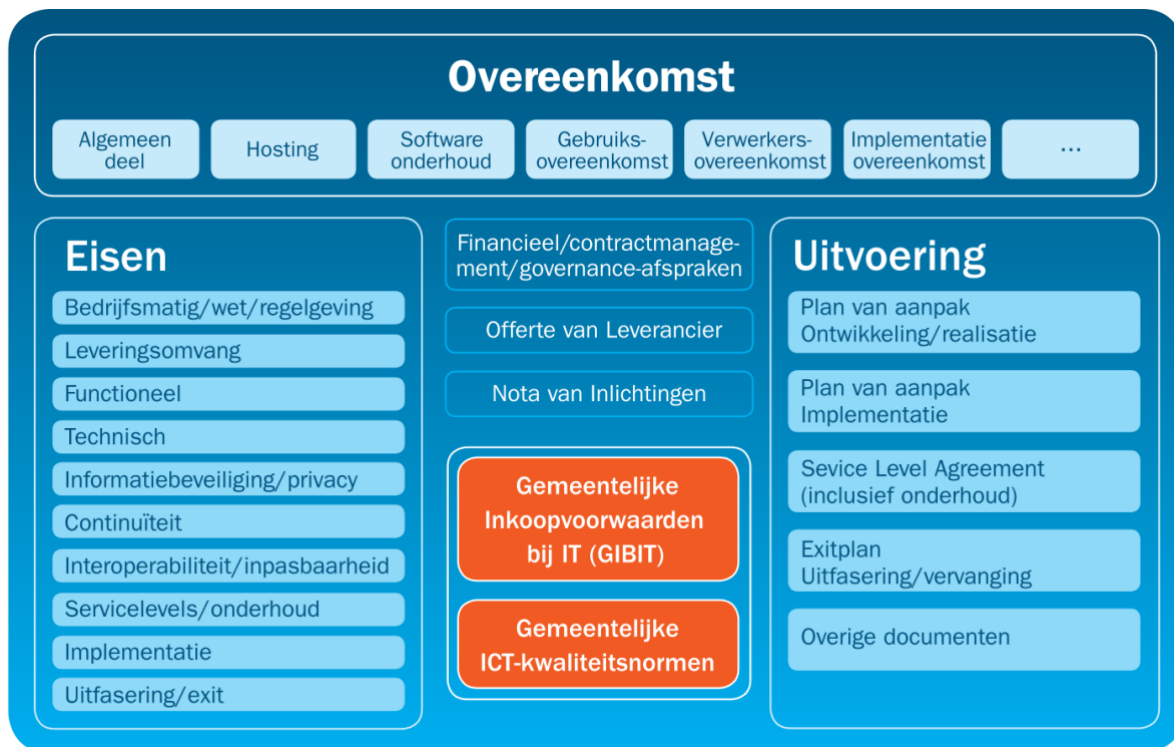 Overeenkomst
Algemeen
deel
Hosting
Software
onderhoud
Gebruiks-
overeenkomst
Verwerkers-
overeenkomst
Implementatie
overeenkomst
...
Eisen
Bedrijfsmatig/wet/regelgeving
Leveringsomvang
Functioneel
Technisch
Informatiebeveiliging/privacy
Continuïteit
Interoperabiliteit/inpasbaarheid
Servicelevels/onderhoud
Implementatie
Uitfasering/exit
Financieel/contractmanage-
ment/governance-afspraken
Offerte van Leverancier
Nota van Inlichtingen
Gemeentelijke
Inkoopvoorwaarden
bij IT (GIBIT)
Gemeentelijke
ICT-kwaliteitsnormen
Uitvoering
Plan van aanpak
Ontwikkeling/realisatie
Plan van aanpak
Implementatie
Sevice Level Agreement
(inclusief onderhoud)
Exitplan
Uitfasering/vervanging
Overige documenten